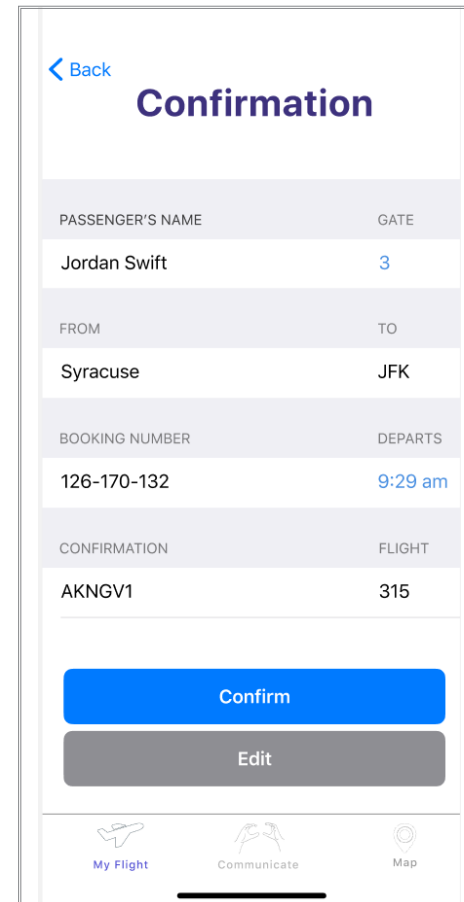 Back
Confirmation
PASSENGER'S NAME GATE
Jordan Swift 3
FROM TO
Syracuse JFK
BOOKING NUMBER DEPARTS
126-170-132 9:29 am
CONFIRMATION FLIGHT
AKNGV1 315
Confirm
Edit
My Flight Communicate Map